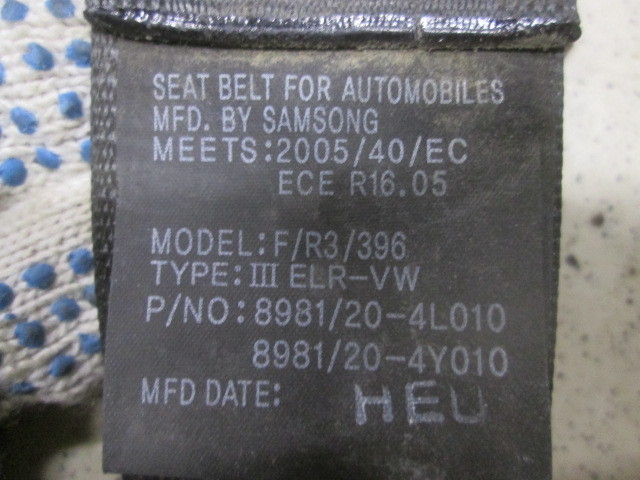 SEAT BELT FOR AUTOMOBILES
MFD. BY SAMSONG
MEETS:2005/40/EC
ECE R16.05
MODEL:F/R3/396
TYPE:III ELR-VW
P/NO:8981/20-4L010
8981/20-4Y010
MFD DATE: HEU